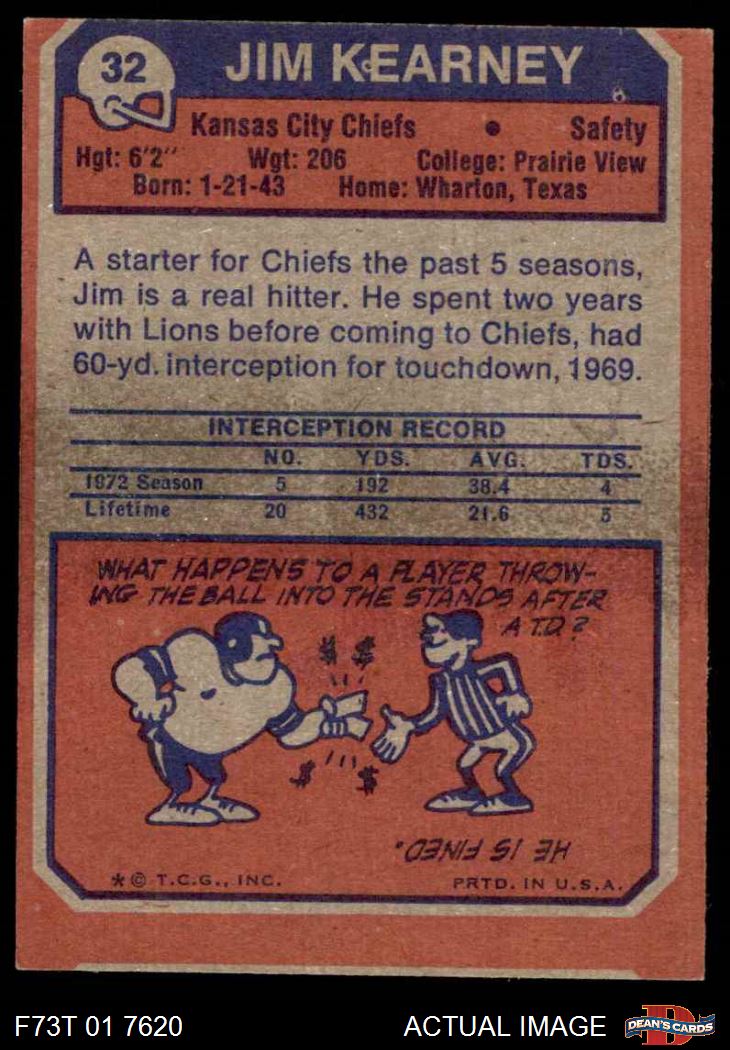 32
JIM KEARNEY
Kansas City Chiefs • Safety
Hgt: 6'2" Wgt: 206 College: Prairie View
Born: 1-21-43 Home: Wharton, Texas
A starter for Chiefs the past 5 seasons,
Jim is a real hitter. He spent two years
with Lions before coming to Chiefs, had
60-yd. interception for touchdown, 1969.
INTERCEPTION RECORD
NO. YDS. AVG. TDS.
1972 Season 5 192 38.4 4
Lifetime 20 432 21.6 5
WHAT HAPPENS TO A PLAYER THROW-
ING THE BALL INTO THE STANDS AFTER
A T.D.?
$ $
$ $
HE IS FINED.
* © T.C.G., INC. PRTD. IN U.S.A.
F73T 01 7620 ACTUAL IMAGE
D
DEAN'S CARDS